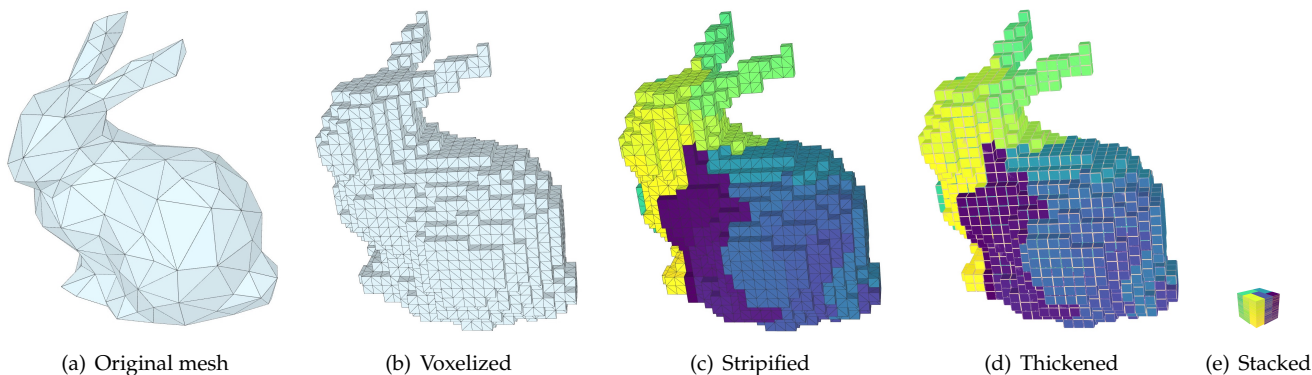 (a) Original mesh
(b) Voxelized
(c) Stripified
(d) Thickened
(e) Stacked